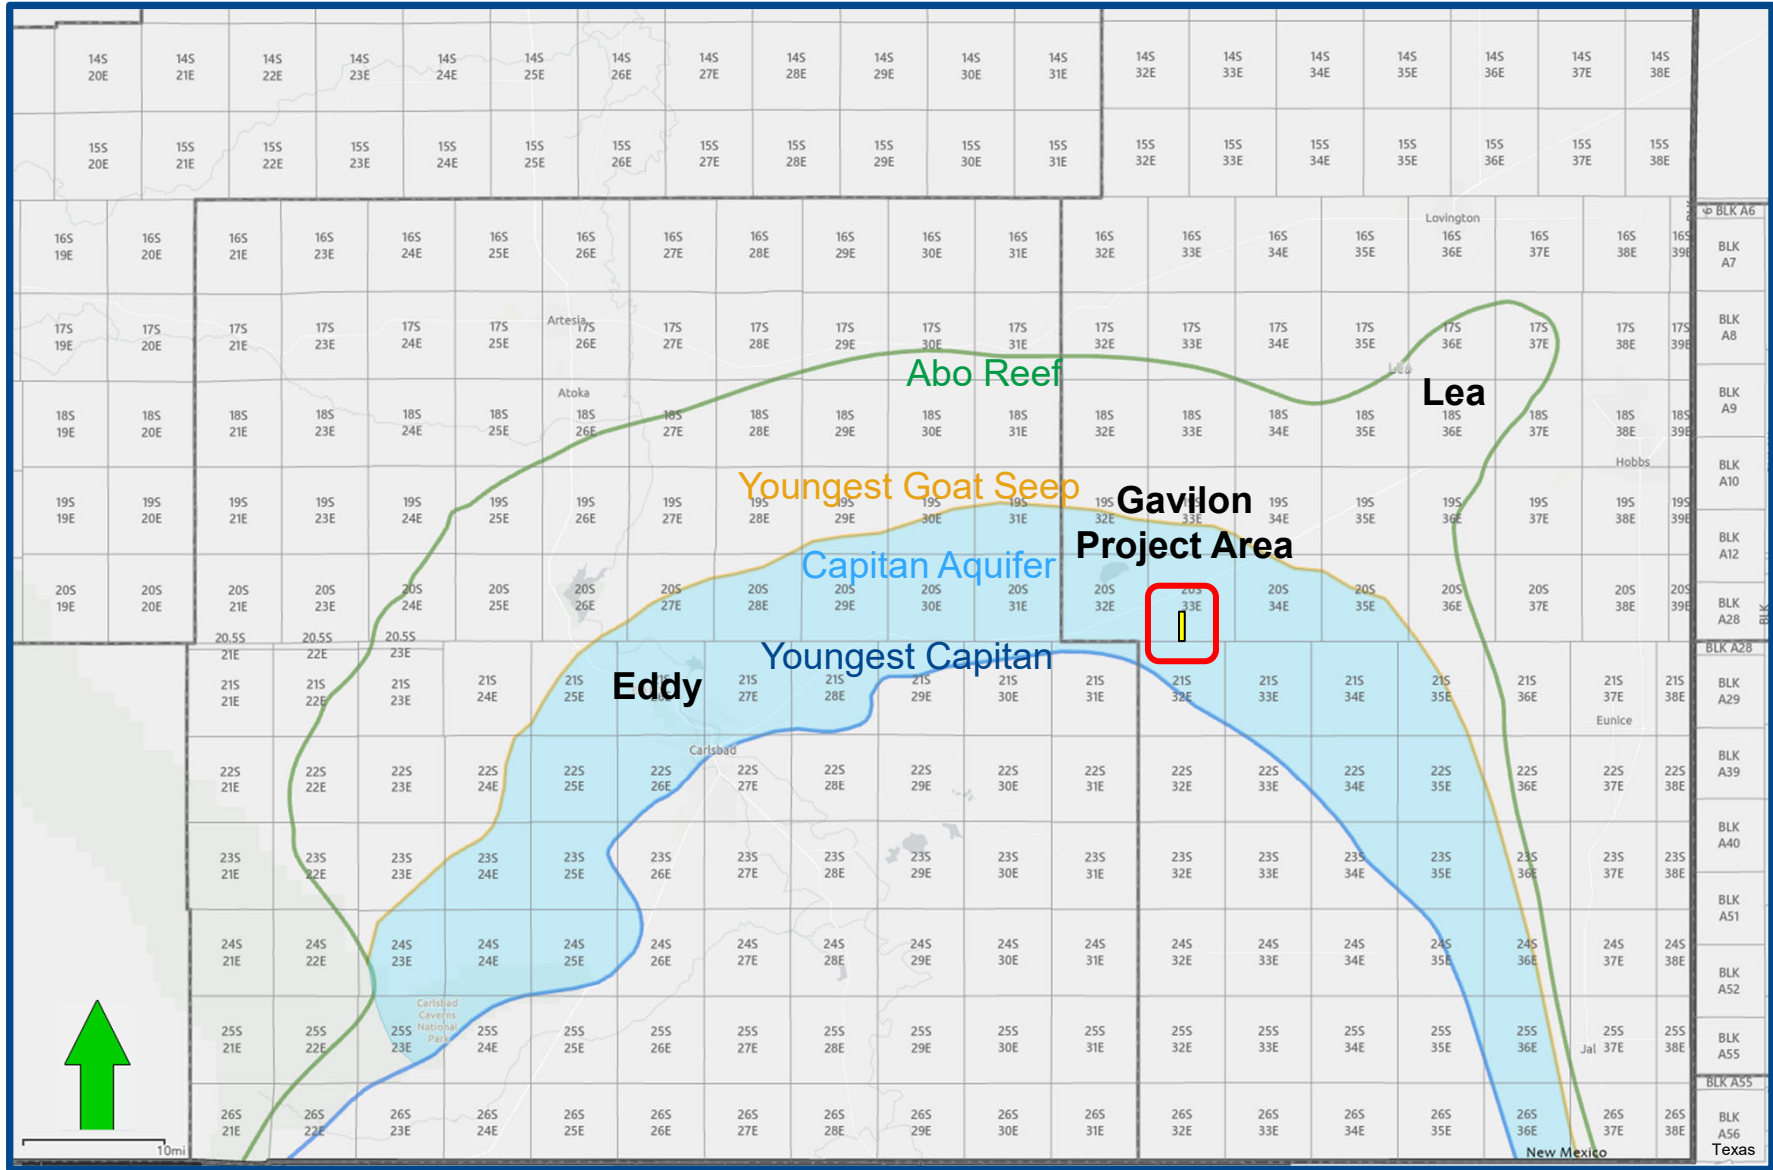 14S 14S 14S 14S 14S 14S 14S 14S 14S 14S 14S 14S 14S 14S 14S 14S 14S 14S 14S
20E 21E 22E 23E 24E 25E 26E 27E 28E 29E 30E 31E 32E 33E 34E 35E 36E 37E 38E
15S 15S 15S 15S 15S 15S 15S 15S 15S 15S 15S 15S 15S 15S 15S 15S 15S 15S 15S
20E 21E 22E 23E 24E 25E 26E 27E 28E 29E 30E 31E 32E 33E 34E 35E 36E 37E 38E
BLK A6
Lovington
16S 16S 16S 16S 16S 16S 16S 16S 16S 16S 16S 16S 16S 16S 16S 16S 16S 16S 16S 16S BLK
19E 20E 21E 23E 24E 25E 26E 27E 28E 29E 30E 31E 32E 33E 34E 35E 36E 37E 38E 39E A7
Artesia
17S 17S 17S 17S 17S 17S 17S 17S 17S 17S 17S 17S 17S 17S 17S 17S 17S 17S 17S 17S BLK
19E 20E 21E 23E 24E 25E 26E 27E 28E 29E 30E 31E 32E 33E 34E 35E 36E 37E 38E 39E A8
Abo Reef
Lea
Atoka
Lea
18S 18S 18S 18S 18S 18S 18S 18S 18S 18S 18S 18S 18S 18S 18S 18S 18S 18S 18S 18S BLK
19E 20E 21E 23E 24E 25E 26E 27E 28E 29E 30E 31E 32E 33E 34E 35E 36E 37E 38E 39E A9
Hobbs
BLK
A10
Youngest Goat Seep
Gavilon
Project Area
19S 19S 19S 19S 19S 19S 19S 19S 19S 19S 19S 19S 19S 19S 19S 19S 19S 19S 19S 19S
19E 20E 21E 23E 24E 25E 26E 27E 28E 29E 30E 31E 32E 33E 34E 35E 36E 37E 38E 39E
BLK
A12
Capitan Aquifer
20S 20S 20S 20S 20S 20S 20S 20S 20S 20S 20S 20S 20S 20S 20S 20S 20S 20S 20S 20S BLK
19E 20E 21E 23E 24E 25E 26E 27E 28E 29E 30E 31E 32E 33E 34E 35E 36E 37E 38E 39E A28
20.5S 20.5S 20.5S
21E 22E 23E
BLK A28
Youngest Capitan
Eddy
21S 21S 21S 21S 21S 21S 21S 21S 21S 21S 21S 21S 21S 21S 21S 21S 21S BLK
21E 22E 23E 24E 25E 26E 27E 28E 29E 30E 31E 32E 33E 34E 35E 36E 37E 38E A29
Eunice
Carlsbad
22S 22S 22S 22S 22S 22S 22S 22S 22S 22S 22S 22S 22S 22S 22S 22S 22S 22S BLK
21E 22E 23E 24E 25E 26E 27E 28E 29E 30E 31E 32E 33E 34E 35E 36E 37E 38E A39
BLK
A40
23S 23S 23S 23S 23S 23S 23S 23S 23S 23S 23S 23S 23S 23S 23S 23S 23S 23S
21E 22E 23E 24E 25E 26E 27E 28E 29E 30E 31E 32E 33E 34E 35E 36E 37E 38E
BLK
A51
24S 24S 24S 24S 24S 24S 24S 24S 24S 24S 24S 24S 24S 24S 24S 24S 24S 24S
21E 22E 23E 24E 25E 26E 27E 28E 29E 30E 31E 32E 33E 34E 35E 36E 37E 38E
BLK
A52
Carlsbad
Caverns
National
Park
25S 25S 25S 25S 25S 25S 25S 25S 25S 25S 25S 25S 25S 25S 25S 25S 25S 25S BLK
21E 22E 23E 24E 25E 26E 27E 28E 29E 30E 31E 32E 33E 34E 35E 36E Jal 37E 38E A55
BLK A55
26S 26S 26S 26S 26S 26S 26S 26S 26S 26S 26S 26S 26S 26S 26S 26S 26S 26S BLK
21E 22E 23E 24E 25E 26E 27E 28E 29E 30E 31E 32E 33E 34E 35E 36E 37E 38E A56
10mi
New Mexico
Texas